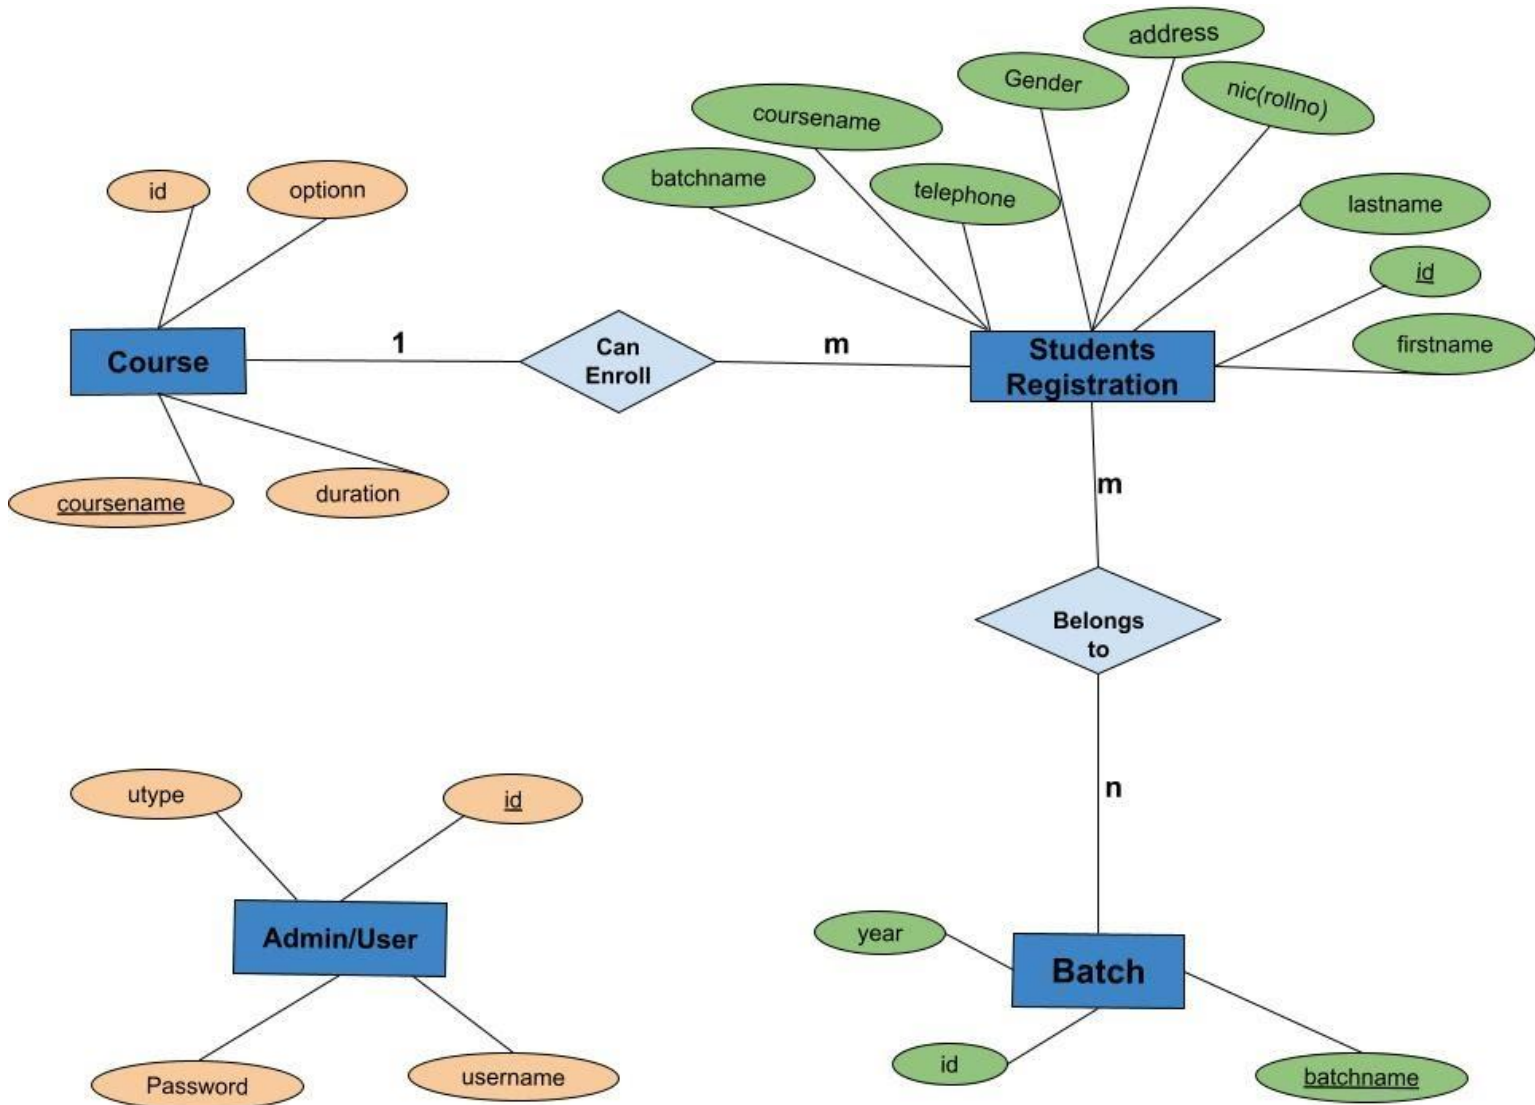 address
Gender
nic(rollno)
coursename
batchname
telephone
id
optionn
lastname
id
firstname
Course
1
Can
Enroll
m
Students
Registration
coursename
duration
m
Belongs
to
utype
id
n
Admin/User
year
Batch
id
batchname
Password
username